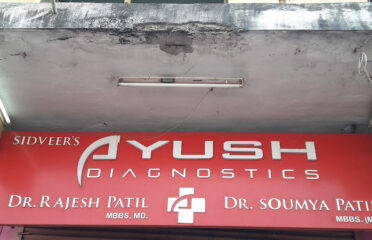 SIDVEER'S
AYUSH
DIAGNOSTICS
DR. RAJESH PATIL
MBBS, MD.
DR. SOUMYA PATI
MBBS,